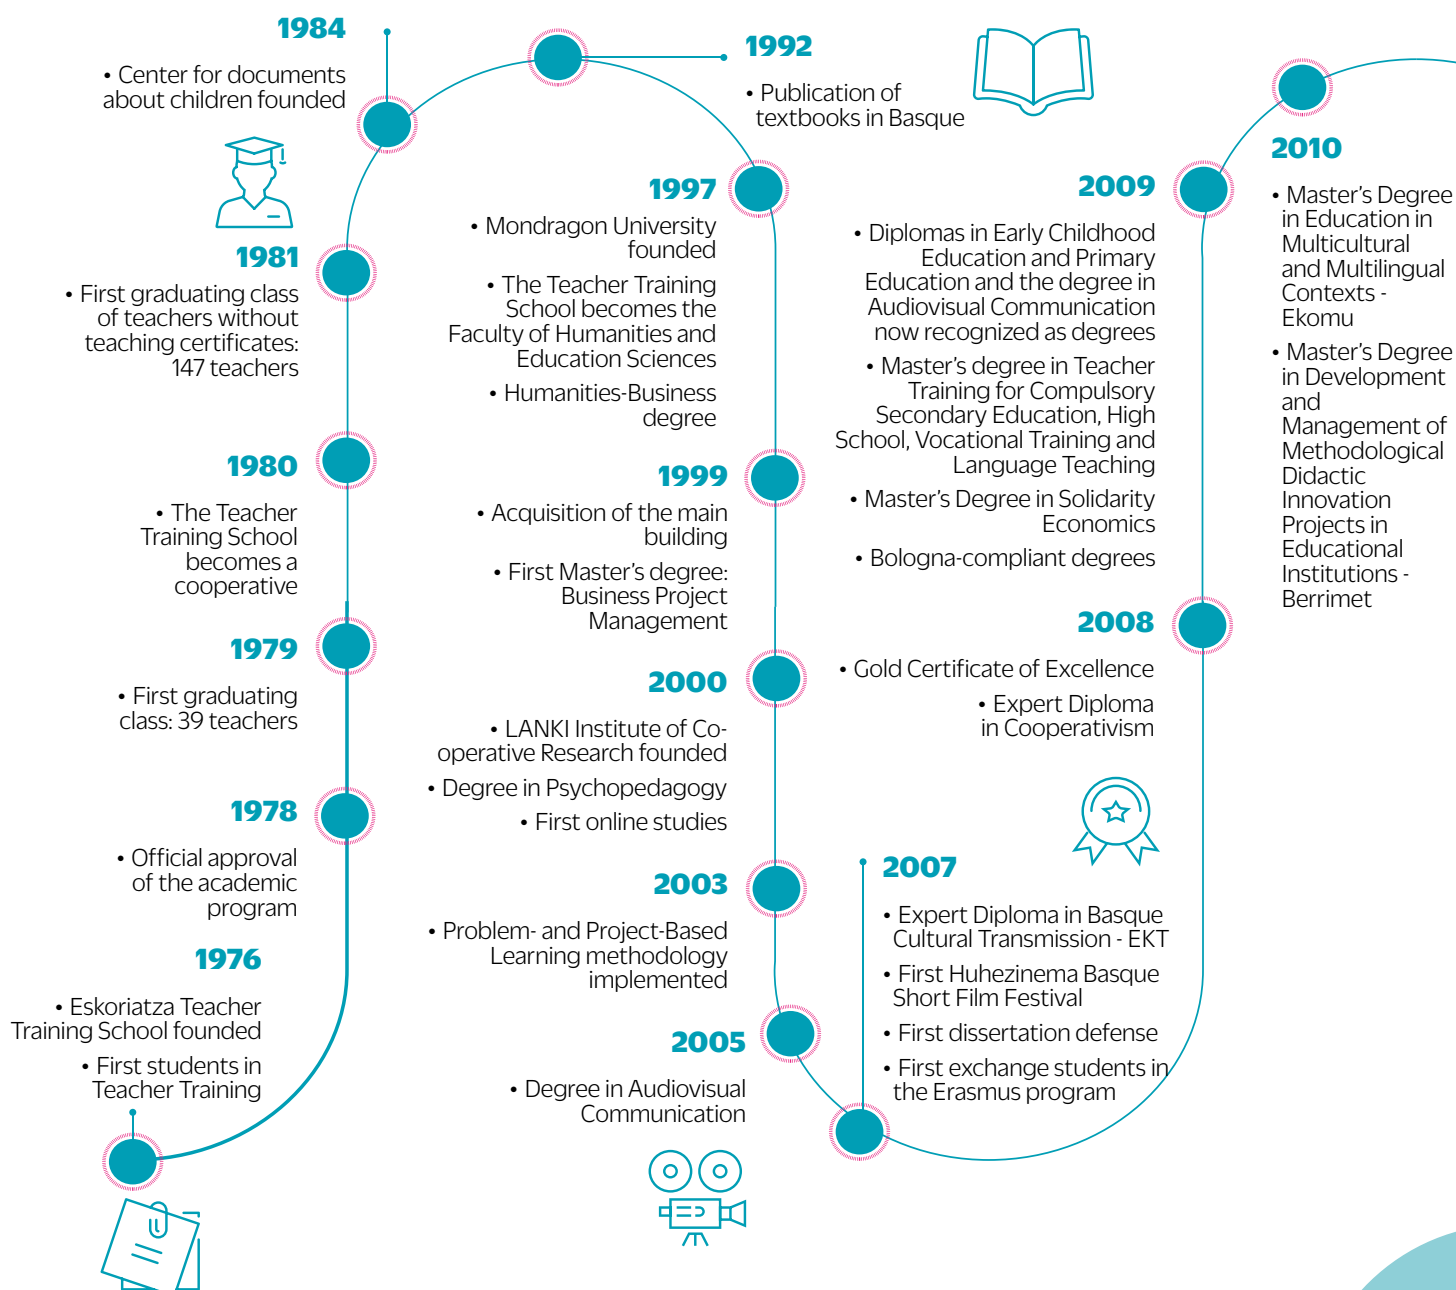 1984
• Center for documents
about children founded
1992
• Publication of
textbooks in Basque
1981
• First graduating class
of teachers without
teaching certificates:
147 teachers
1980
• The Teacher
Training School
becomes a
cooperative
1979
• First graduating
class: 39 teachers
1978
• Official approval
of the academic
program
1976
• Eskoriatza Teacher
Training School founded
• First students in
Teacher Training
1997
• Mondragon University
founded
• The Teacher Training
School becomes the
Faculty of Humanities and
Education Sciences
• Humanities-Business
degree
1999
• Acquisition of the main
building
• First Master's degree:
Business Project
Management
2000
• LANKI Institute of Co-
operative Research founded
• Degree in Psychopedagogy
• First online studies
2003
• Problem- and Project-Based
Learning methodology
implemented
2005
• Degree in Audiovisual
Communication
2007
• Expert Diploma in Basque
Cultural Transmission - EKT
• First Huhezinema Basque
Short Film Festival
• First dissertation defense
• First exchange students in
the Erasmus program
2008
• Gold Certificate of Excellence
• Expert Diploma
in Cooperativism
2009
• Diplomas in Early Childhood
Education and Primary
Education and the degree in
Audiovisual Communication
now recognized as degrees
• Master's degree in Teacher
Training for Compulsory
Secondary Education, High
School, Vocational Training and
Language Teaching
• Master's Degree in Solidarity
Economics
• Bologna-compliant degrees
2010
• Master's Degree
in Education in
Multicultural
and Multilingual
Contexts -
Ekomu
• Master's Degree
in Development
and
Management of
Methodological
Didactic
Innovation
Projects in
Educational
Institutions -
Berrimet